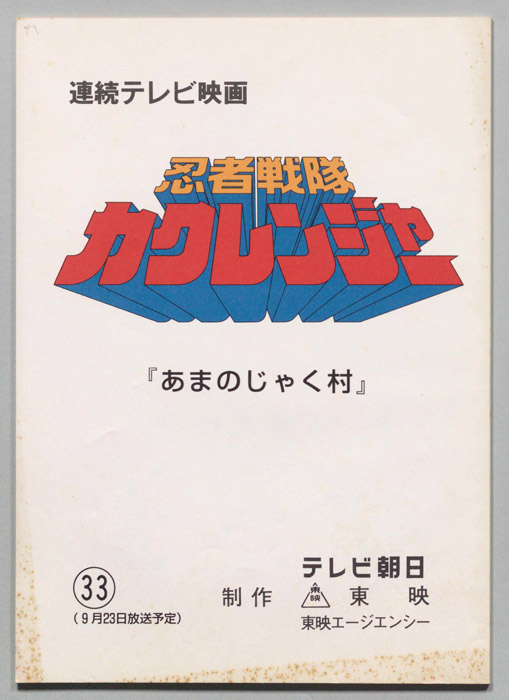 連続テレビ映画
忍者戦隊
カクレンジャー
『あまのじゃく村』
33
(9月23日放送予定)
テレビ朝日
制作 東映 東映
東映エージエンシー